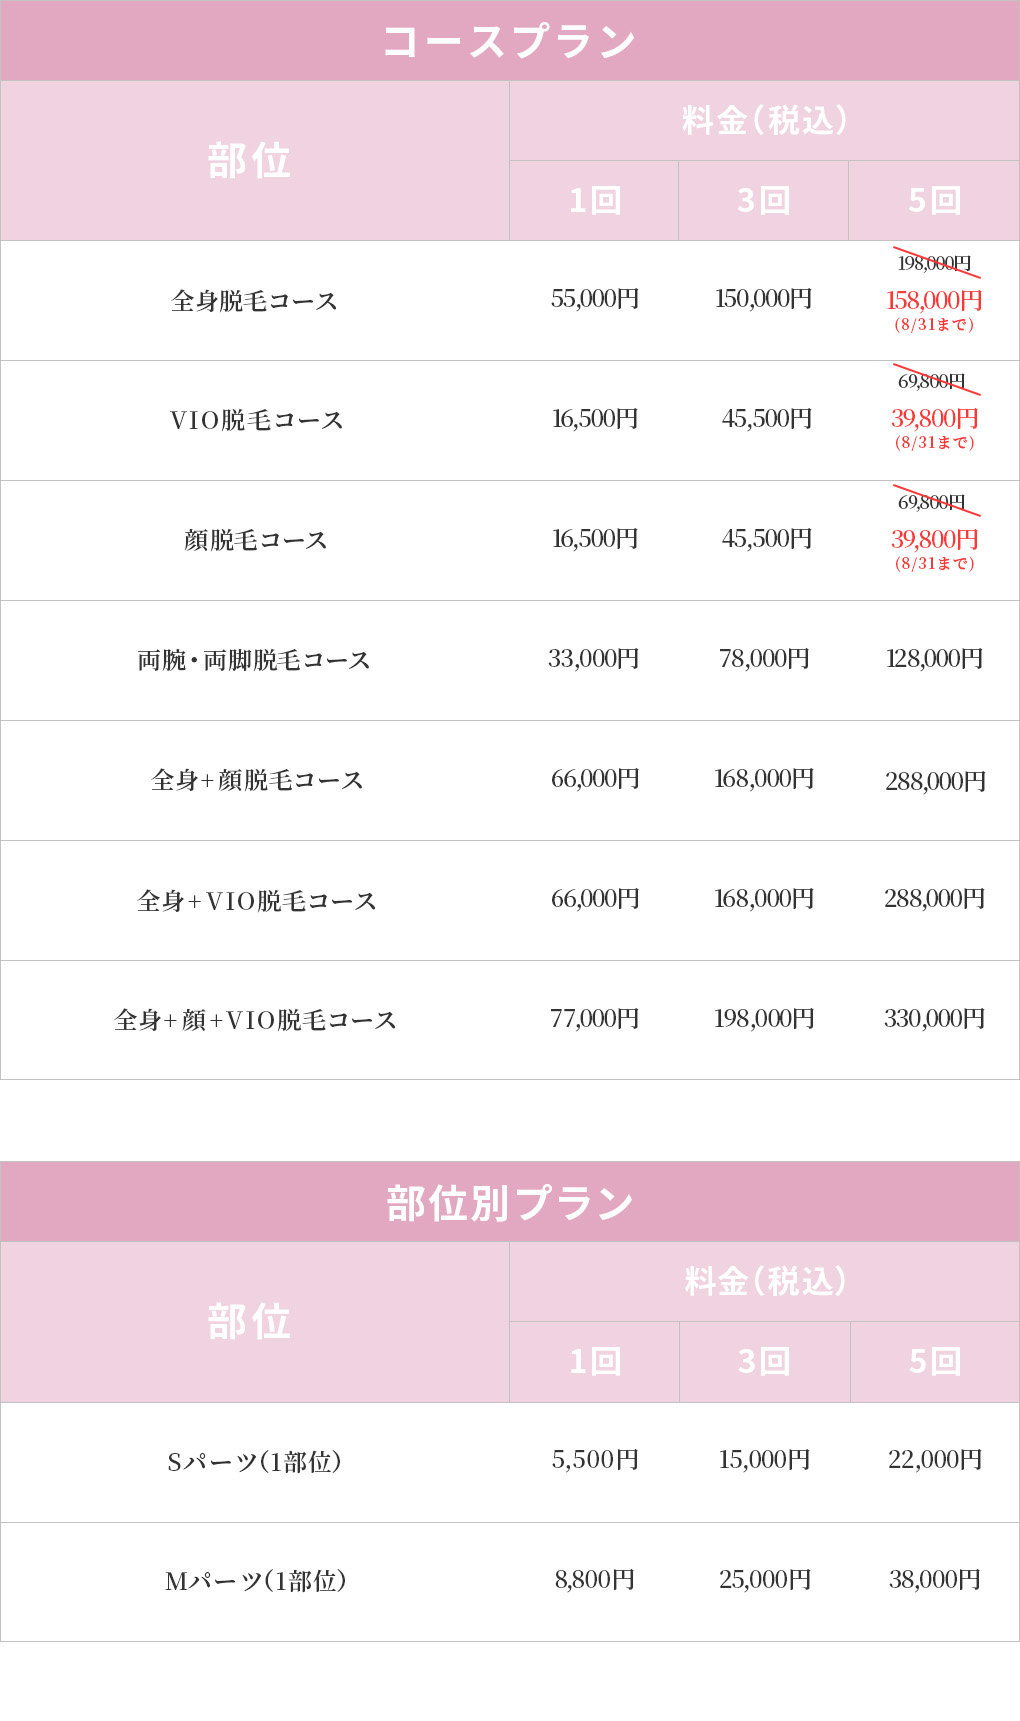 コースプラン
部位
料金（税込）
1回 3回 5回
全身脱毛コース 55,000円 150,000円 198,000円
158,000円
(8/31まで)
VIO脱毛コース 16,500円 45,500円 69,800円
39,800円
(8/31まで)
顔脱毛コース 16,500円 45,500円 69,800円
39,800円
(8/31まで)
両腕・両脚脱毛コース 33,000円 78,000円 128,000円
全身+顔脱毛コース 66,000円 168,000円 288,000円
全身+VIO脱毛コース 66,000円 168,000円 288,000円
全身+顔+VIO脱毛コース 77,000円 198,000円 330,000円
部位別プラン
部位
料金（税込）
1回 3回 5回
Sパーツ（1部位） 5,500円 15,000円 22,000円
Mパーツ（1部位） 8,800円 25,000円 38,000円